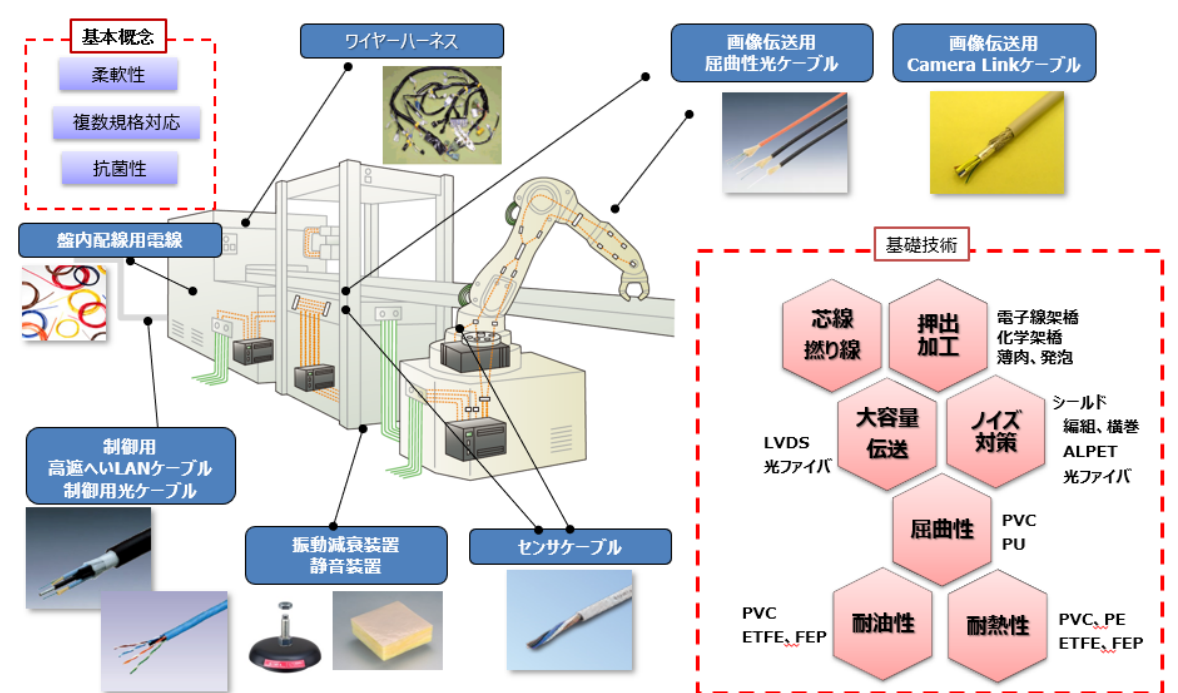 基本概念
柔軟性
複数規格対応
抗菌性
ワイヤーハーネス
画像伝送用
屈曲性光ケーブル
画像伝送用
Camera Linkケーブル
盤内配線用電線
制御用
高遮へいLANケーブル
制御用光ケーブル
振動減衰装置
静音装置
センサケーブル
基礎技術
芯線
撚り線
押出
加工
電子線架橋
化学架橋
薄肉、発泡
大容量
伝送
LVDS
光ファイバ
ノイズ
対策
シールド
編組、横巻
ALPET
光ファイバ
屈曲性
PVC
PU
耐油性
PVC
ETFE、FEP
耐熱性
PVC、PE
ETFE、FEP